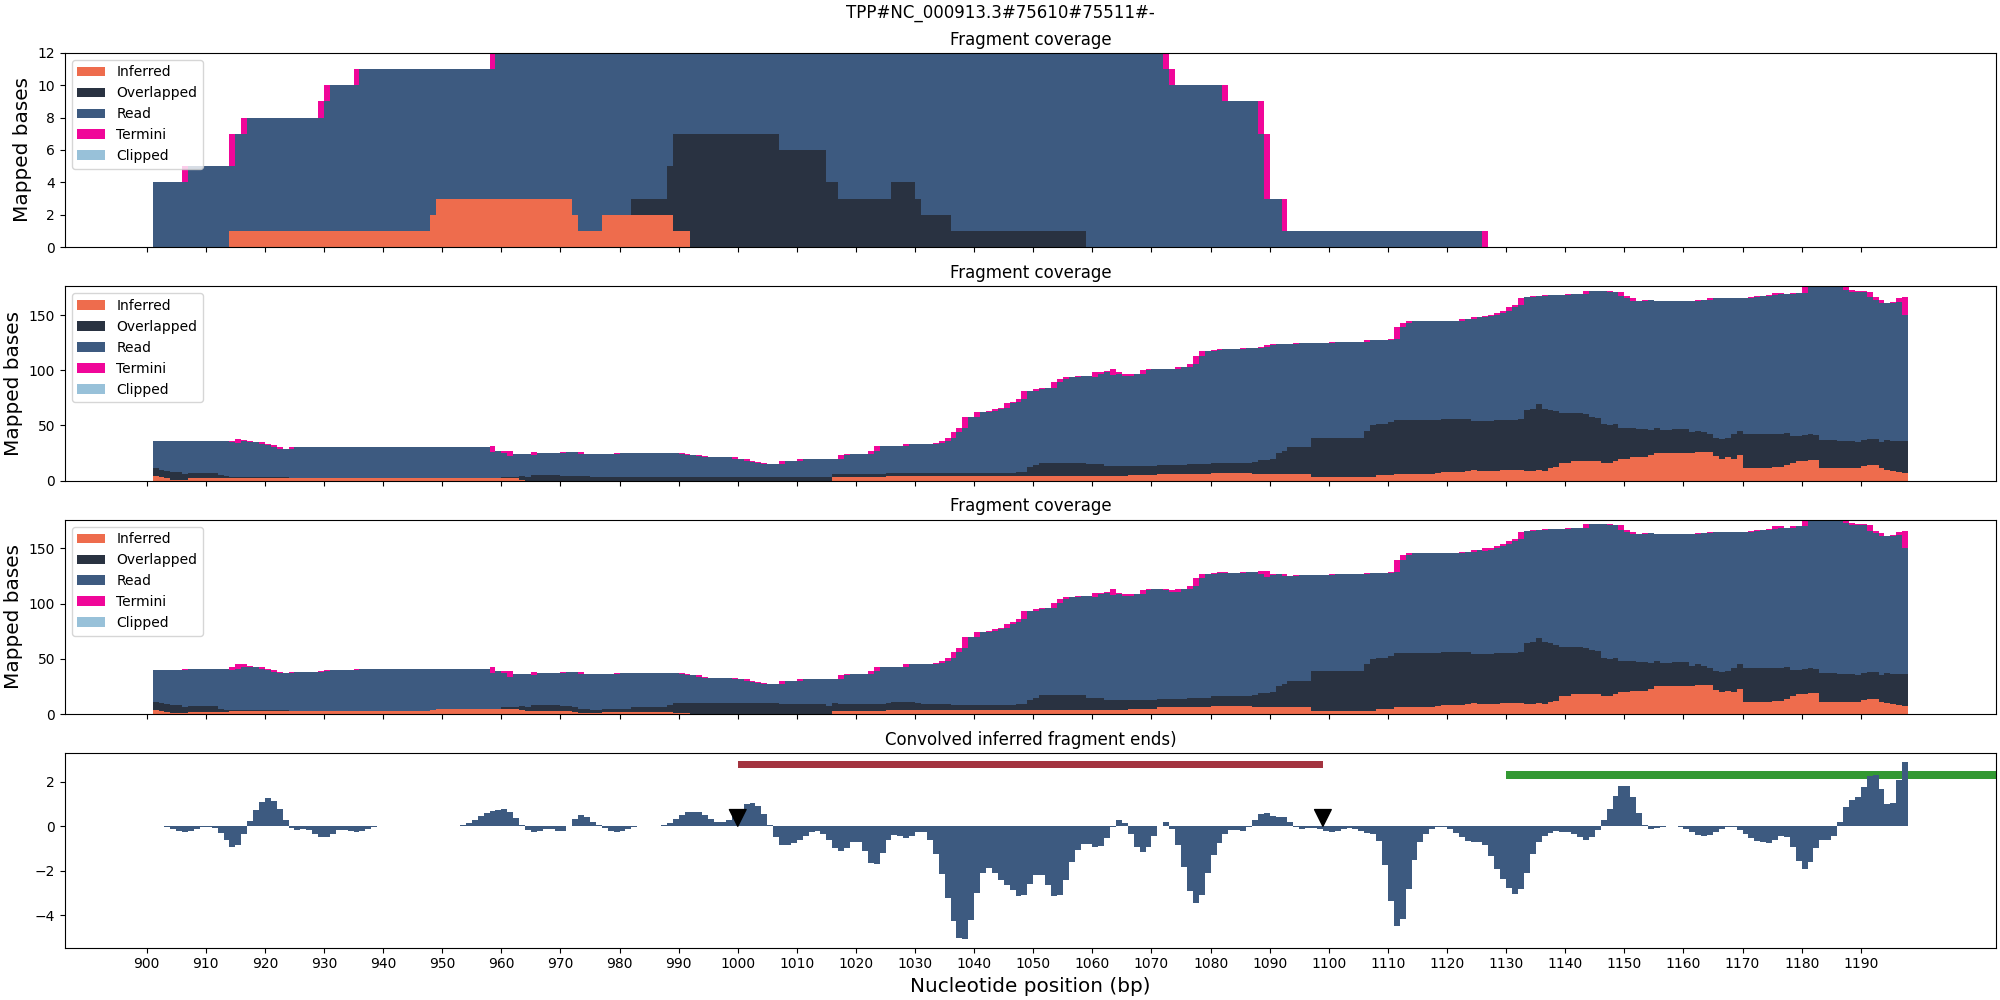 TPP#NC_000913.3#75610#75511#-
Fragment coverage
Mapped bases
12
10
8
6
4
2
0
Inferred
Overlapped
Read
Termini
Clipped
Fragment coverage
Mapped bases
150
100
50
0
Inferred
Overlapped
Read
Termini
Clipped
Fragment coverage
Mapped bases
150
100
50
0
Inferred
Overlapped
Read
Termini
Clipped
Convolved inferred fragment ends)
2
0
−2
−4
900 910 920 930 940 950 960 970 980 990 1000 1010 1020 1030 1040 1050 1060 1070 1080 1090 1100 1110 1120 1130 1140 1150 1160 1170 1180 1190
Nucleotide position (bp)